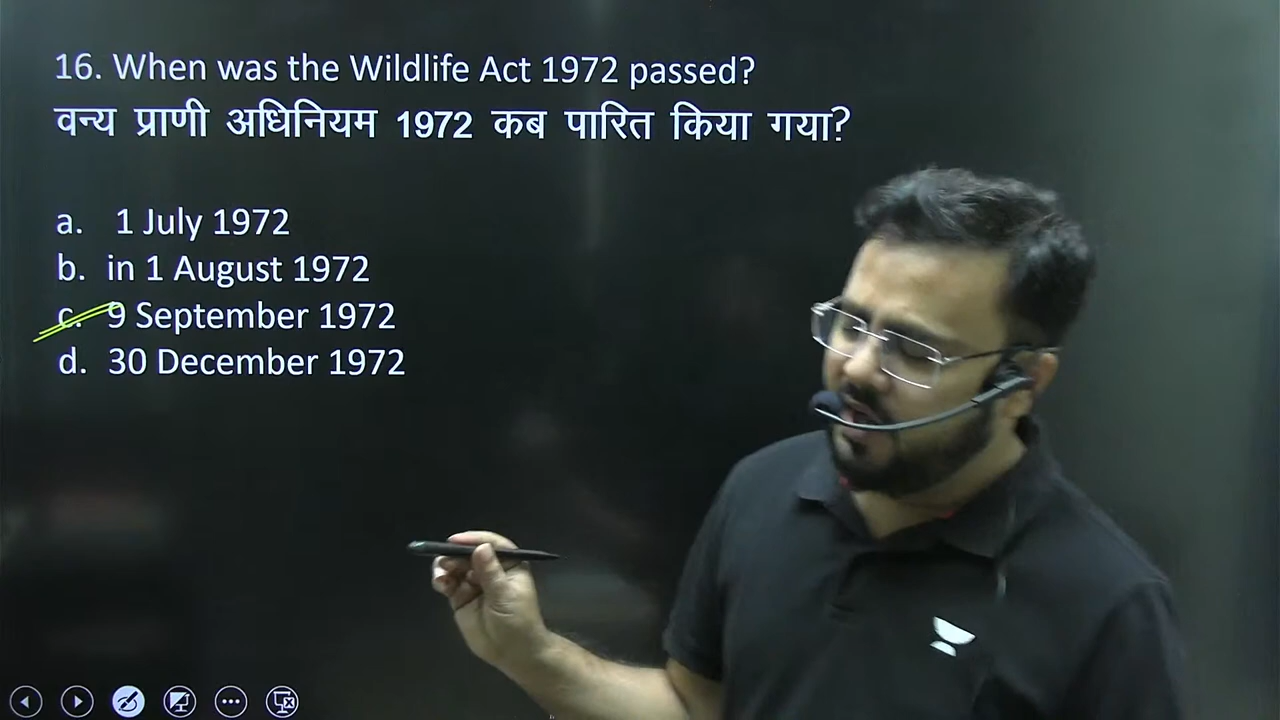 16. When was the Wildlife Act 1972 passed?
वन्य प्राणी अधिनियम 1972 कब पारित किया गया?
a. 1 July 1972
b. in 1 August 1972
c. 9 September 1972
d. 30 December 1972